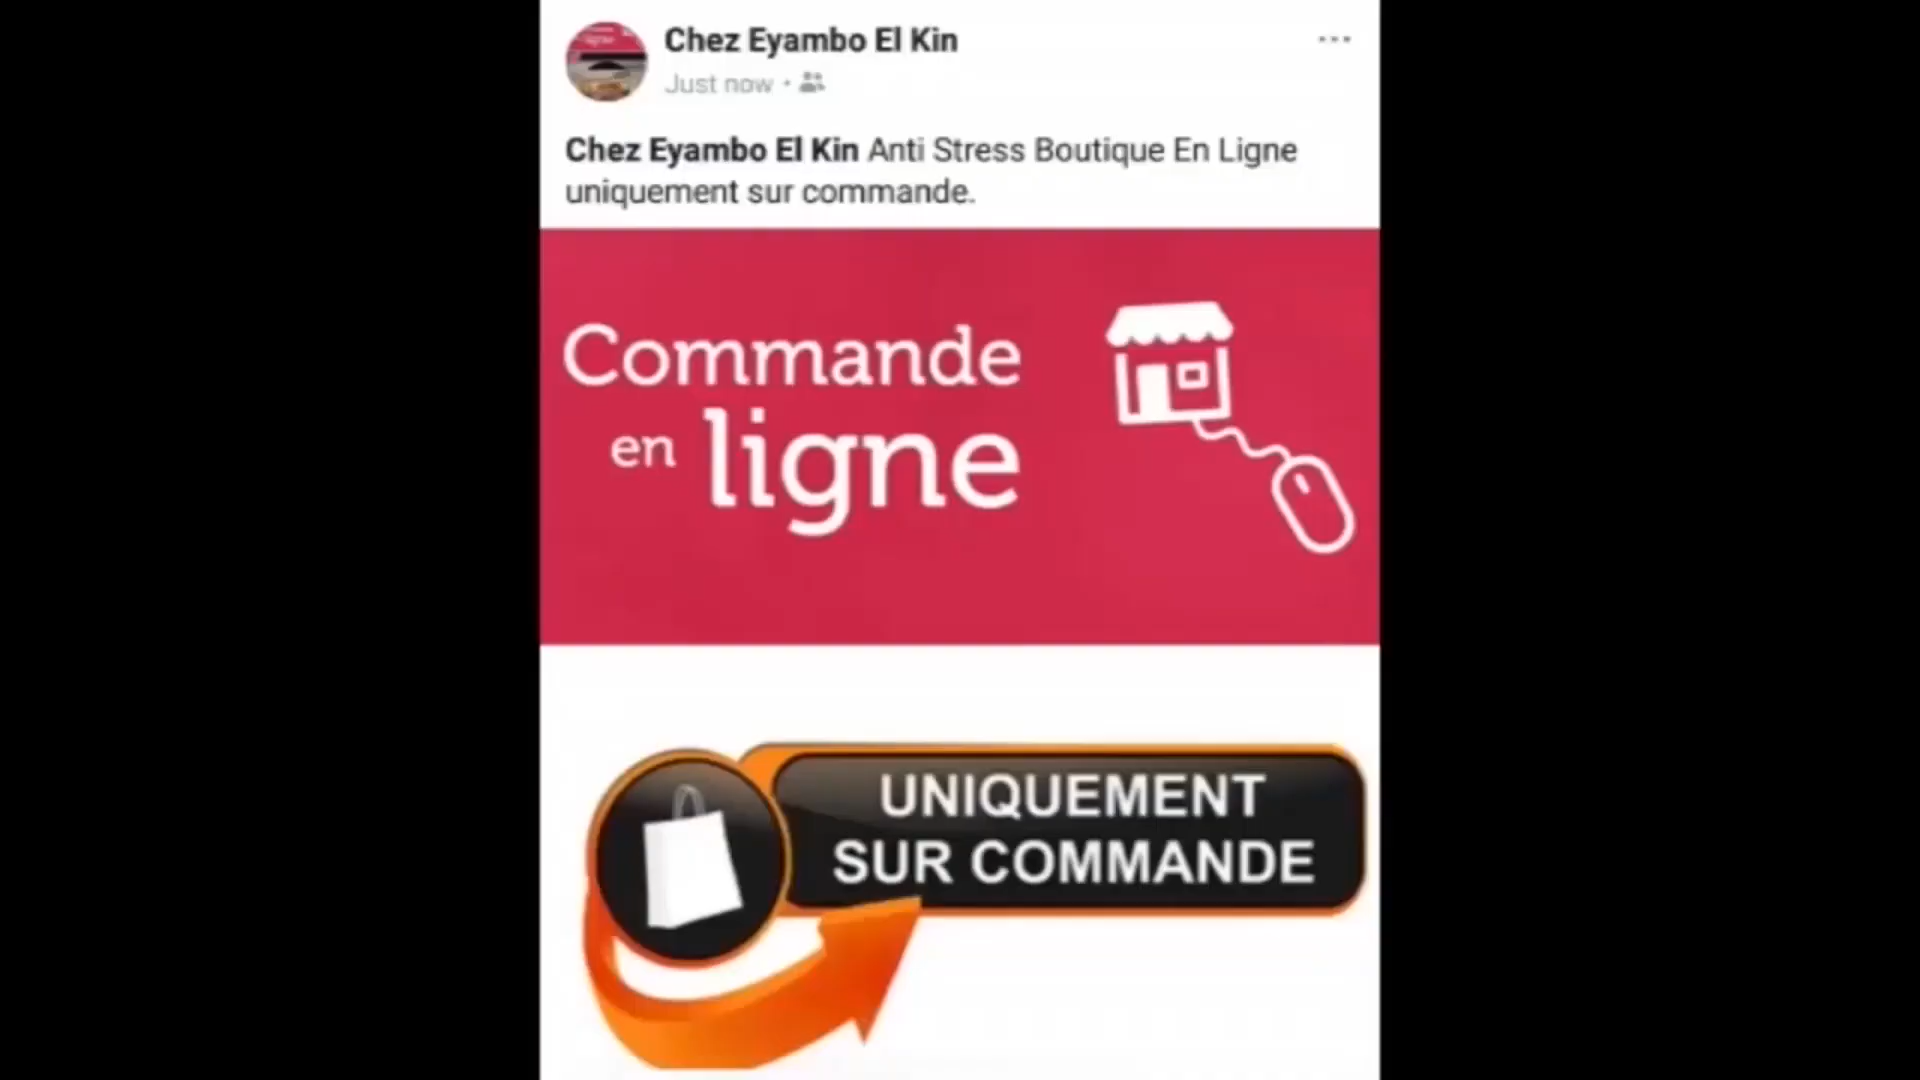 Chez Eyambo El Kin
Just now
Chez Eyambo El Kin Anti Stress Boutique En Ligne
uniquement sur commande.
Commande
en ligne
UNIQUEMENT
SUR COMMANDE